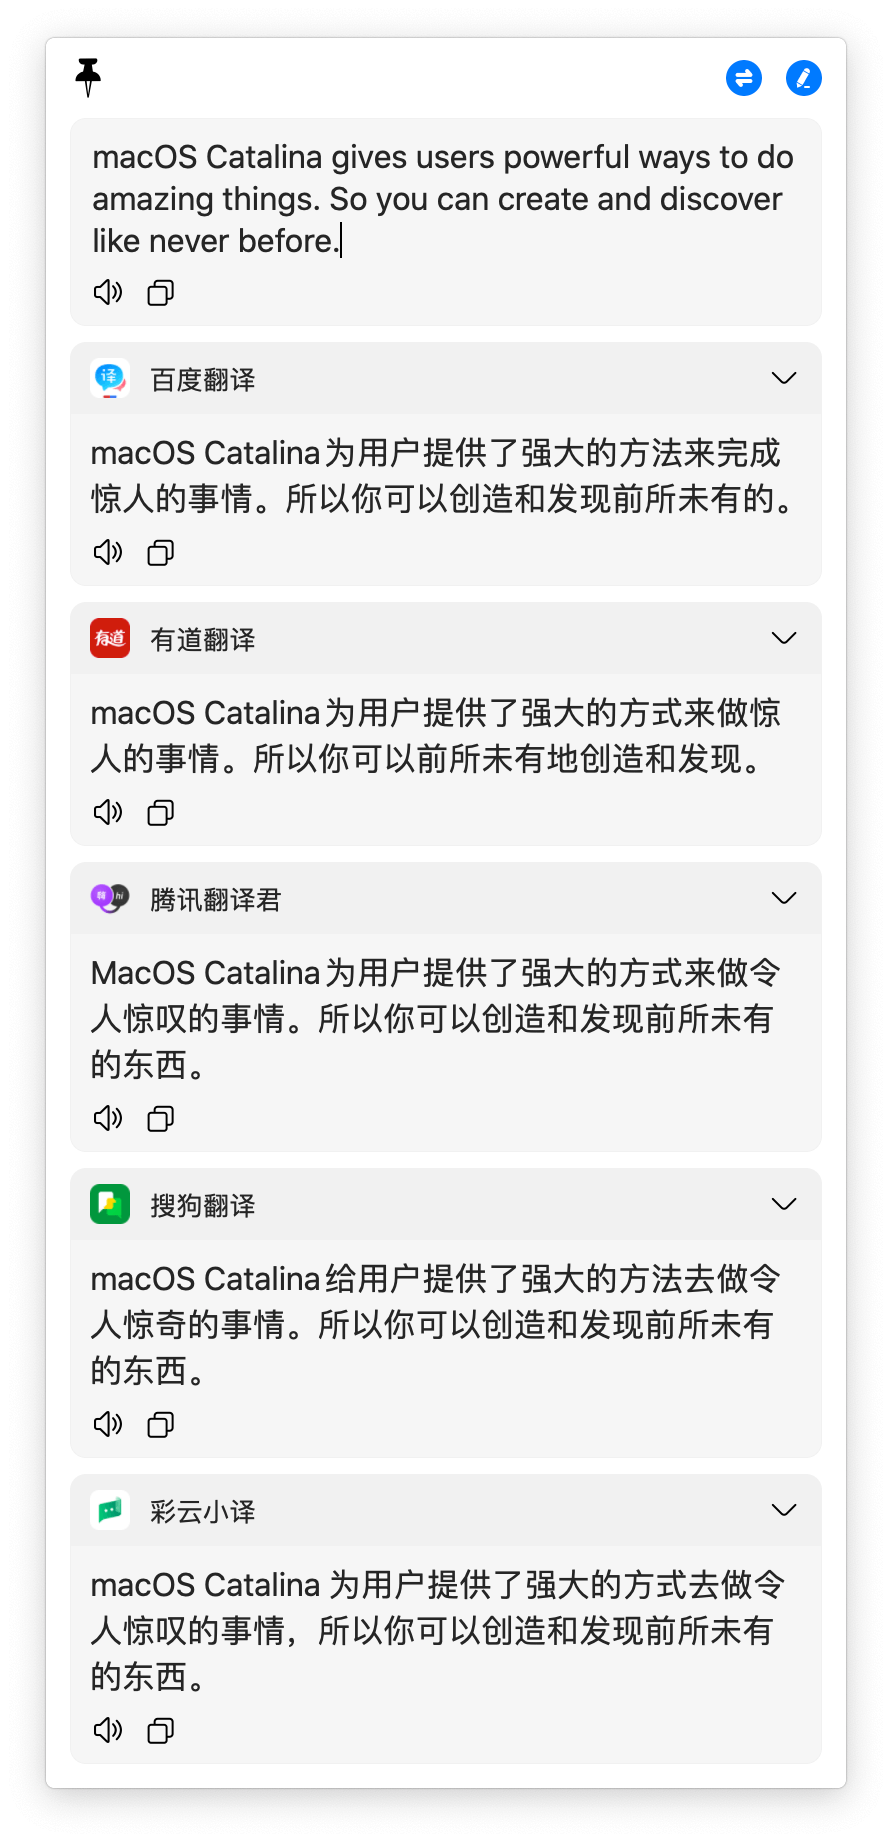 macOS Catalina gives users powerful ways to do
amazing things. So you can create and discover
like never before.
译
百度翻译
macOS Catalina为用户提供了强大的方法来完成
惊人的事情。所以你可以创造和发现前所未有的。
有道
有道翻译
macOS Catalina为用户提供了强大的方式来做惊
人的事情。所以你可以前所未有地创造和发现。
hi
腾讯翻译君
MacOS Catalina为用户提供了强大的方式来做令
人惊叹的事情。所以你可以创造和发现前所未有
的东西。
搜狗翻译
macOS Catalina给用户提供了强大的方法去做令
人惊奇的事情。所以你可以创造和发现前所未有
的东西。
彩云小译
macOS Catalina 为用户提供了强大的方式去做令
人惊叹的事情，所以你可以创造和发现前所未有
的东西。